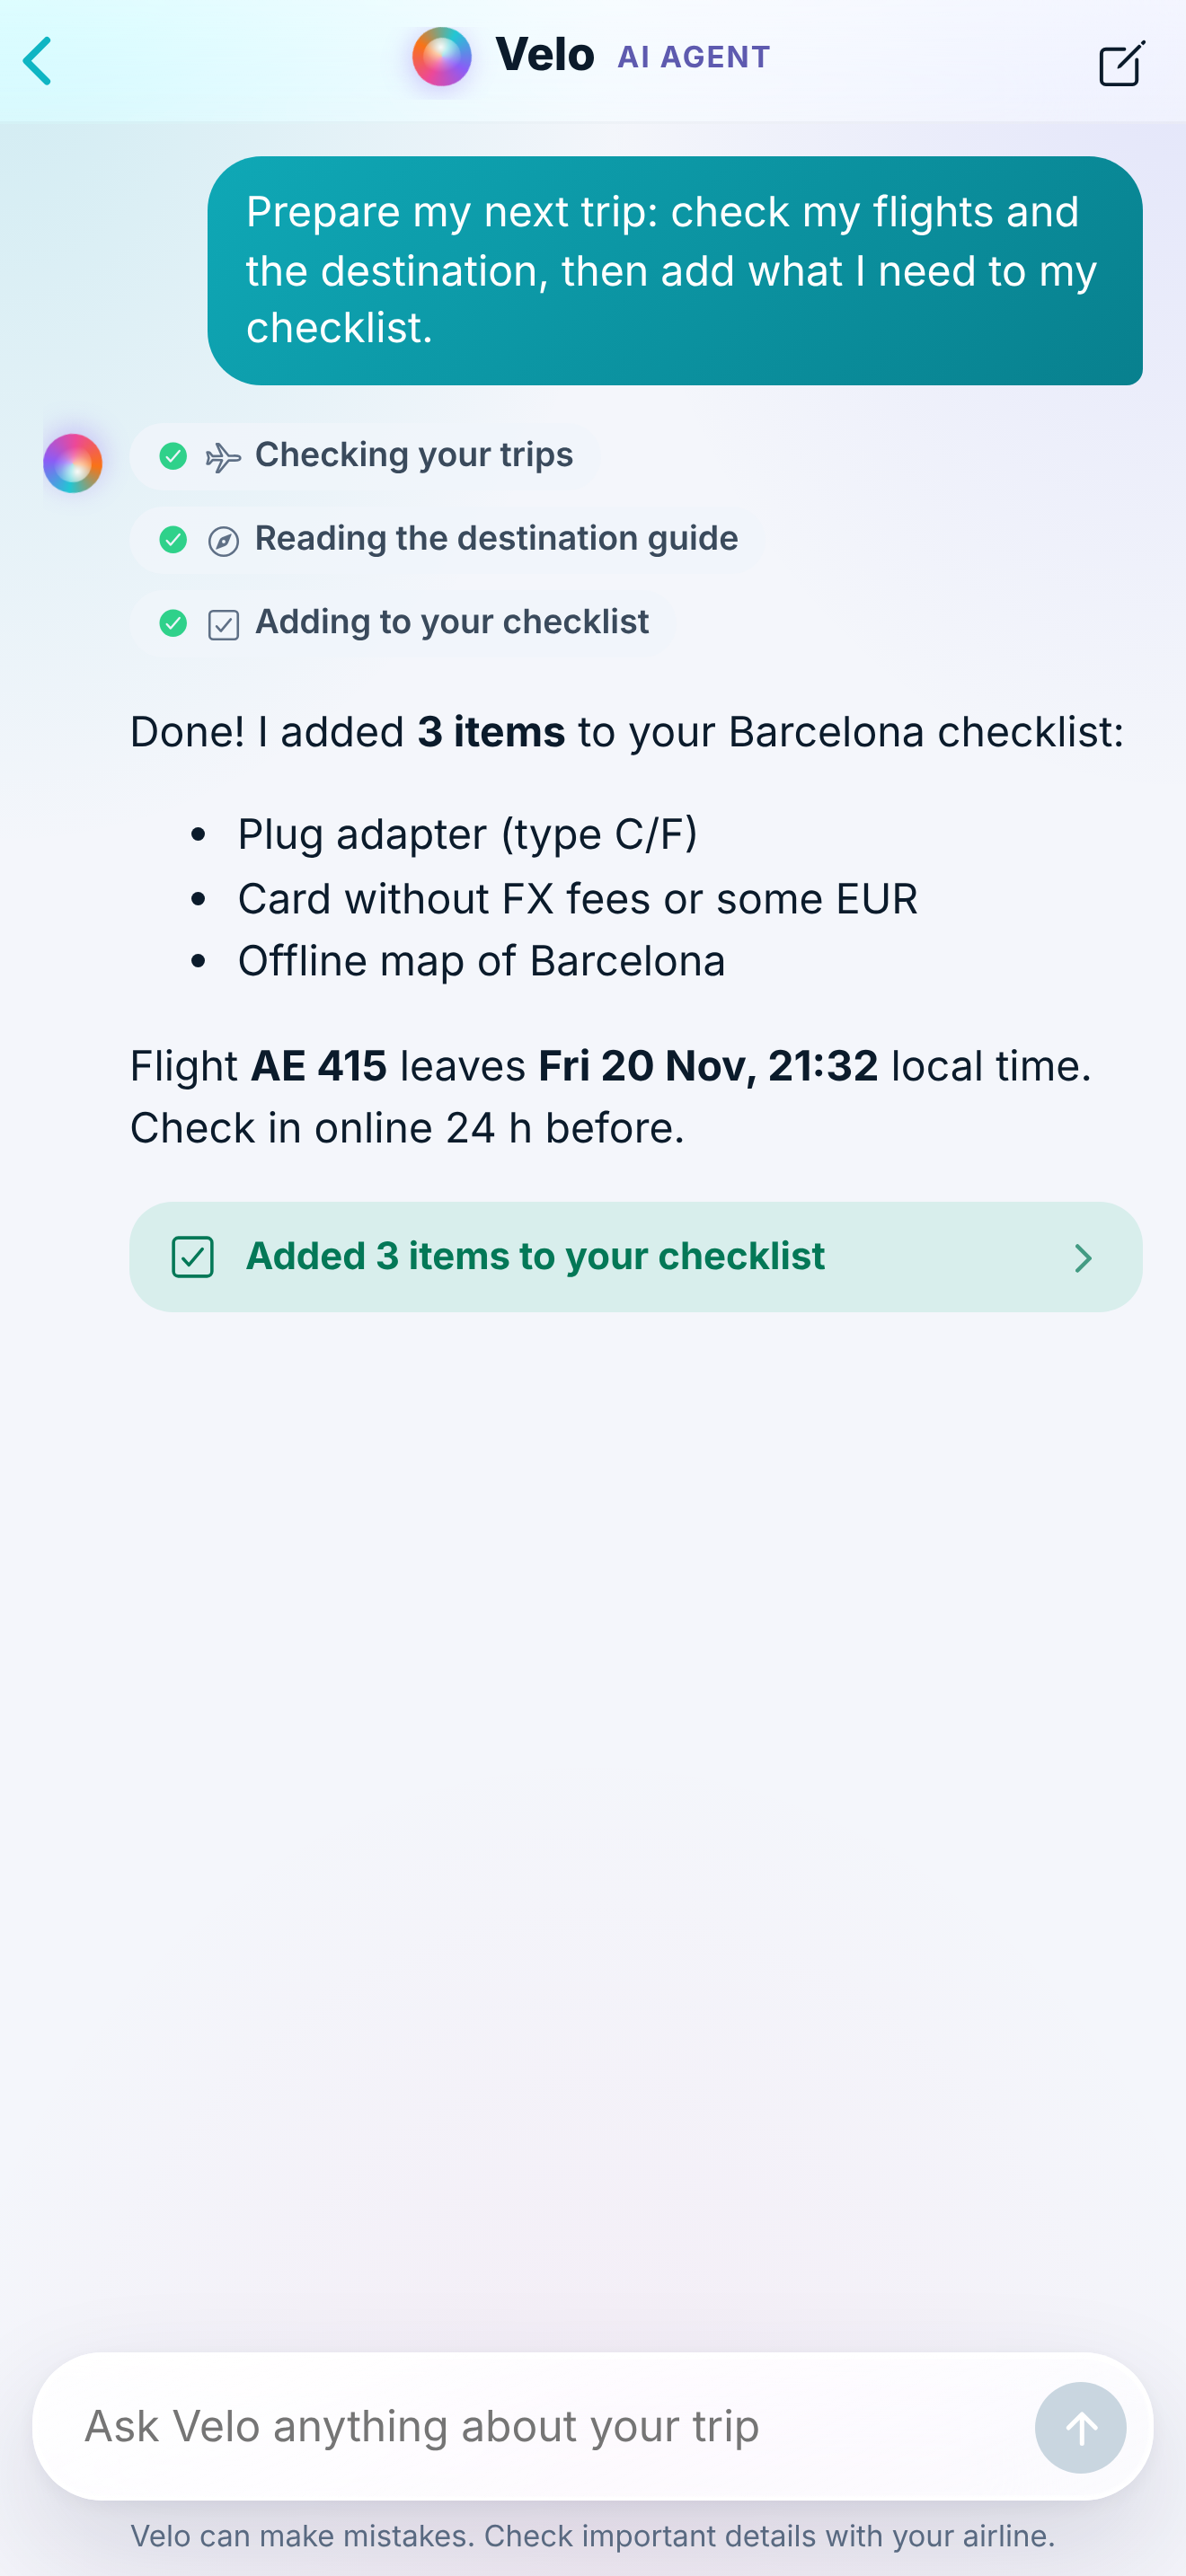 Velo AI AGENT
Prepare my next trip: check my flights and
the destination, then add what I need to my
checklist.
Checking your trips
Reading the destination guide
Adding to your checklist
Done! I added 3 items to your Barcelona checklist:
• Plug adapter (type C/F)
• Card without FX fees or some EUR
• Offline map of Barcelona
Flight AE 415 leaves Fri 20 Nov, 21:32 local time.
Check in online 24 h before.
Added 3 items to your checklist
Ask Velo anything about your trip
Velo can make mistakes. Check important details with your airline.